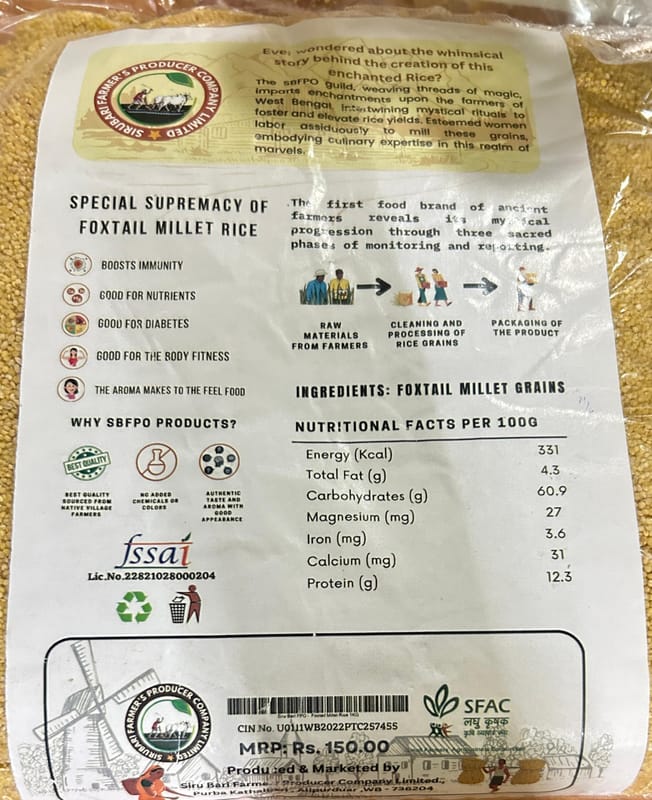 SIRUBARI FARMER'S PRODUCER COMPANY LIMITED
Ever wondered about the whimsical
story behind the creation of this
enchanted Rice?
The SBFPO guild, weaving threads of magic,
imparts enchantments upon the farmers of
West Bengal, intertwining mystical rituals to
foster and elevate rice yields. Esteemed women
labor assiduously to mill these grains,
embodying culinary expertise in this realm of
marvels.
SPECIAL SUPREMACY OF
FOXTAIL MILLET RICE
BOOSTS IMMUNITY
GOOD FOR NUTRIENTS
GOOD FOR DIABETES
GOOD FOR THE BODY FITNESS
THE AROMA MAKES TO THE FEEL FOOD
The first food brand of ancient
farmers reveals its mystical
progression through three sacred
phases of monitoring and reporting.
RAW
MATERIALS
FROM FARMERS
CLEANING AND
PROCESSING OF
RICE GRAINS
PACKAGING OF
THE PRODUCT
WHY SBFPO PRODUCTS?
BEST QUALITY
BEST QUALITY
SOURCED FROM
NATIVE VILLAGE
FARMERS
NO ADDED
CHEMICALS OR
COLORS
AUTHENTIC
TASTE AND
AROMA WITH
GOOD
APPEARANCE
fssai
Lic.No.22821028000204
INGREDIENTS: FOXTAIL MILLET GRAINS
NUTRITIONAL FACTS PER 100G
Energy (Kcal) 331
Total Fat (g) 4.3
Carbohydrates (g) 60.9
Magnesium (mg) 27
Iron (mg) 3.6
Calcium (mg) 31
Protein (g) 12.3
SIRUBARI FARMER'S PRODUCER COMPANY LIMITED
Siru Bari FPO - Foxtail Millet Rice 1KG
CIN No. U01111WB2022PTC257455
MRP: Rs. 150.00
Produced & Marketed by
Siru Bari Farmer's Producer Company Limited.,
Purba Kathalbari, Alipurduar, WB - 736204
SFAC
लघु कृषक
कृषि व्यापार संघ